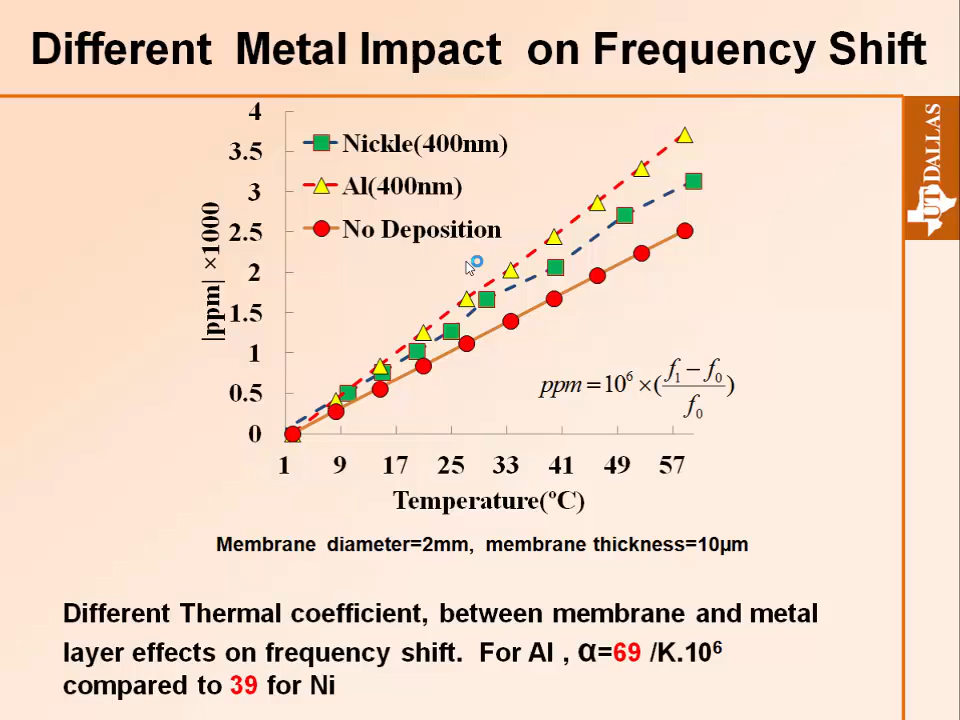 Different Metal Impact on Frequency Shift
UT DALLAS
4
3.5
3
2.5
2
1.5
1
0.5
0
|ppm| ×1000
Nickle(400nm)
Al(400nm)
No Deposition
ppm = 10⁶ ×( (f₁ − f₀) / f₀ )
1 9 17 25 33 41 49 57
Temperature(ºC)
Membrane diameter=2mm, membrane thickness=10µm
Different Thermal coefficient, between membrane and metal
layer effects on frequency shift. For Al , α=69 /K.10⁶
compared to 39 for Ni